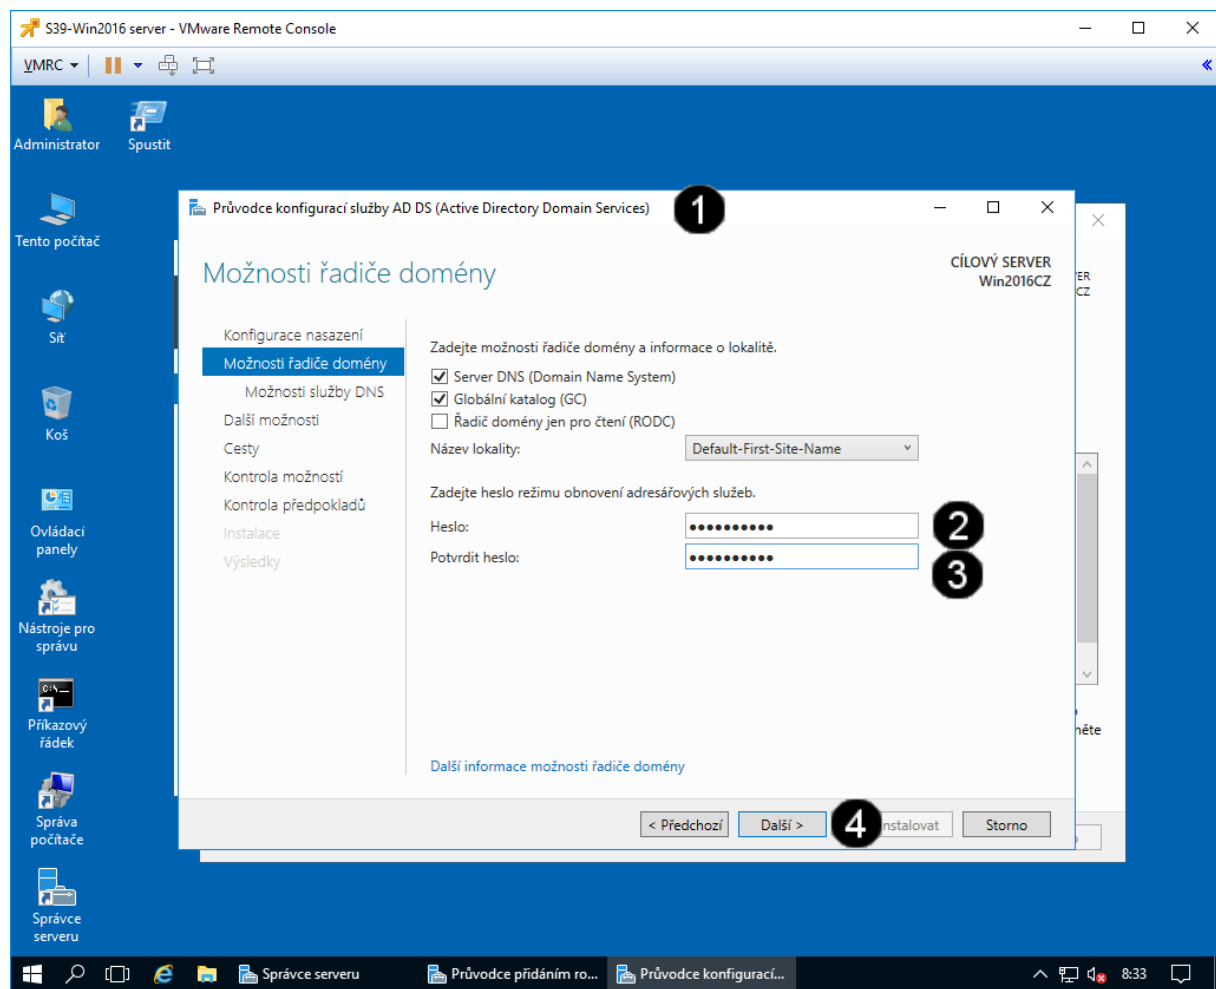 S39-Win2016 server - VMware Remote Console
VMRC
Administrator
Spustit
Tento počítač
Síť
Koš
Ovládací
panely
Nástroje pro
správu
Příkazový
řádek
Správa
počítače
Správce
serveru
Průvodce konfigurací služby AD DS (Active Directory Domain Services)
1
Možnosti řadiče domény
CÍLOVÝ SERVER
Win2016CZ
ER
CZ
Konfigurace nasazení
Možnosti řadiče domény
Možnosti služby DNS
Další možnosti
Cesty
Kontrola možností
Kontrola předpokladů
Instalace
Výsledky
Zadejte možnosti řadiče domény a informace o lokalitě.
Server DNS (Domain Name System)
Globální katalog (GC)
Řadič domény jen pro čtení (RODC)
Název lokality: Default-First-Site-Name
Zadejte heslo režimu obnovení adresářových služeb.
Heslo: ●●●●●●●●●● 2
Potvrdit heslo: ●●●●●●●●●● 3
něte
Další informace možnosti řadiče domény
< Předchozí Další > 4 nstalovat Storno
Správce serveru Průvodce přidáním ro... Průvodce konfigurací... 8:33